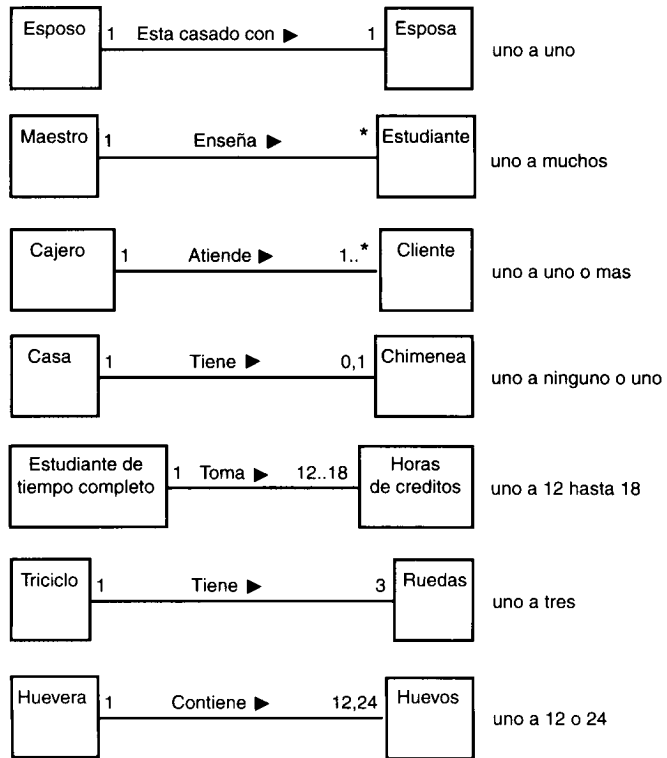 Esposo 1 Esta casado con ► 1 Esposa uno a uno
Maestro 1 Enseña ► * Estudiante uno a muchos
Cajero 1 Atiende ► 1..* Cliente uno a uno o mas
Casa 1 Tiene ► 0,1 Chimenea uno a ninguno o uno
Estudiante de
tiempo completo
1 Toma ► 12..18
Horas
de creditos
uno a 12 hasta 18
Triciclo 1 Tiene ► 3 Ruedas uno a tres
Huevera 1 Contiene ► 12,24 Huevos uno a 12 o 24